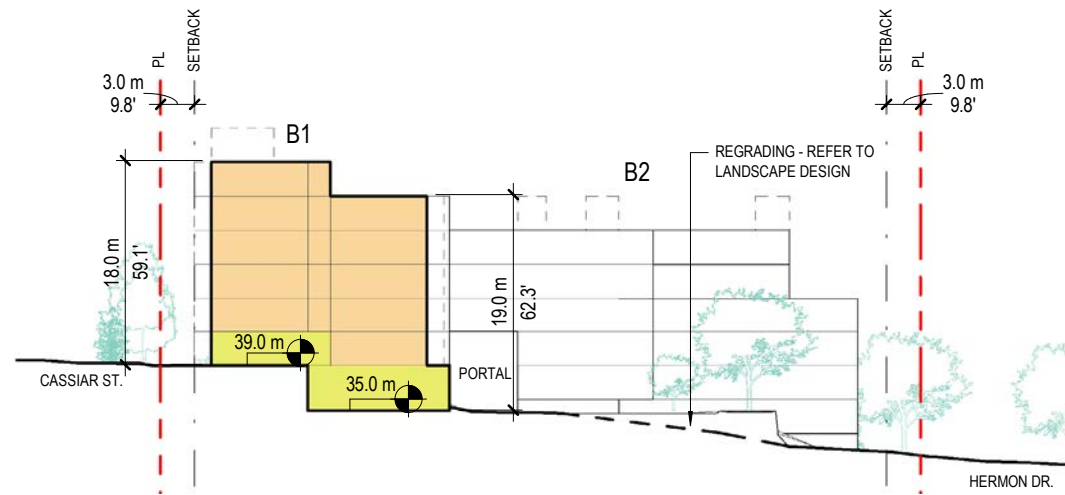 PL
SETBACK
3.0 m
9.8'
SETBACK
PL
3.0 m
9.8'
B1
REGRADING - REFER TO
LANDSCAPE DESIGN
B2
18.0 m
59.1'
19.0 m
62.3'
39.0 m
35.0 m
PORTAL
CASSIAR ST.
HERMON DR.